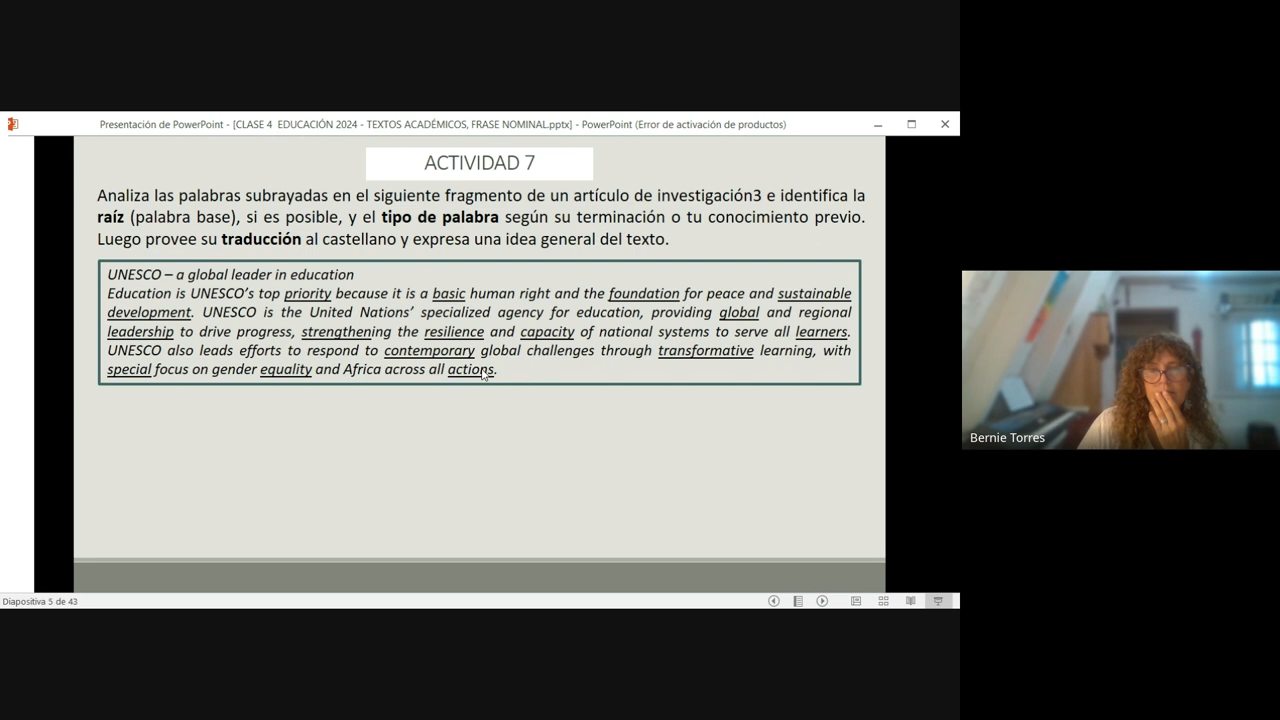 Presentación de PowerPoint - [CLASE 4 EDUCACIÓN 2024 - TEXTOS ACADÉMICOS, FRASE NOMINAL.pptx] - PowerPoint (Error de activación de productos)
ACTIVIDAD 7
Analiza las palabras subrayadas en el siguiente fragmento de un artículo de investigación3 e identifica la
raíz (palabra base), si es posible, y el tipo de palabra según su terminación o tu conocimiento previo.
Luego provee su traducción al castellano y expresa una idea general del texto.
UNESCO – a global leader in education
Education is UNESCO's top priority because it is a basic human right and the foundation for peace and sustainable
development. UNESCO is the United Nations' specialized agency for education, providing global and regional
leadership to drive progress, strengthening the resilience and capacity of national systems to serve all learners.
UNESCO also leads efforts to respond to contemporary global challenges through transformative learning, with
special focus on gender equality and Africa across all actions.
Bernie Torres
Diapositiva 5 de 43